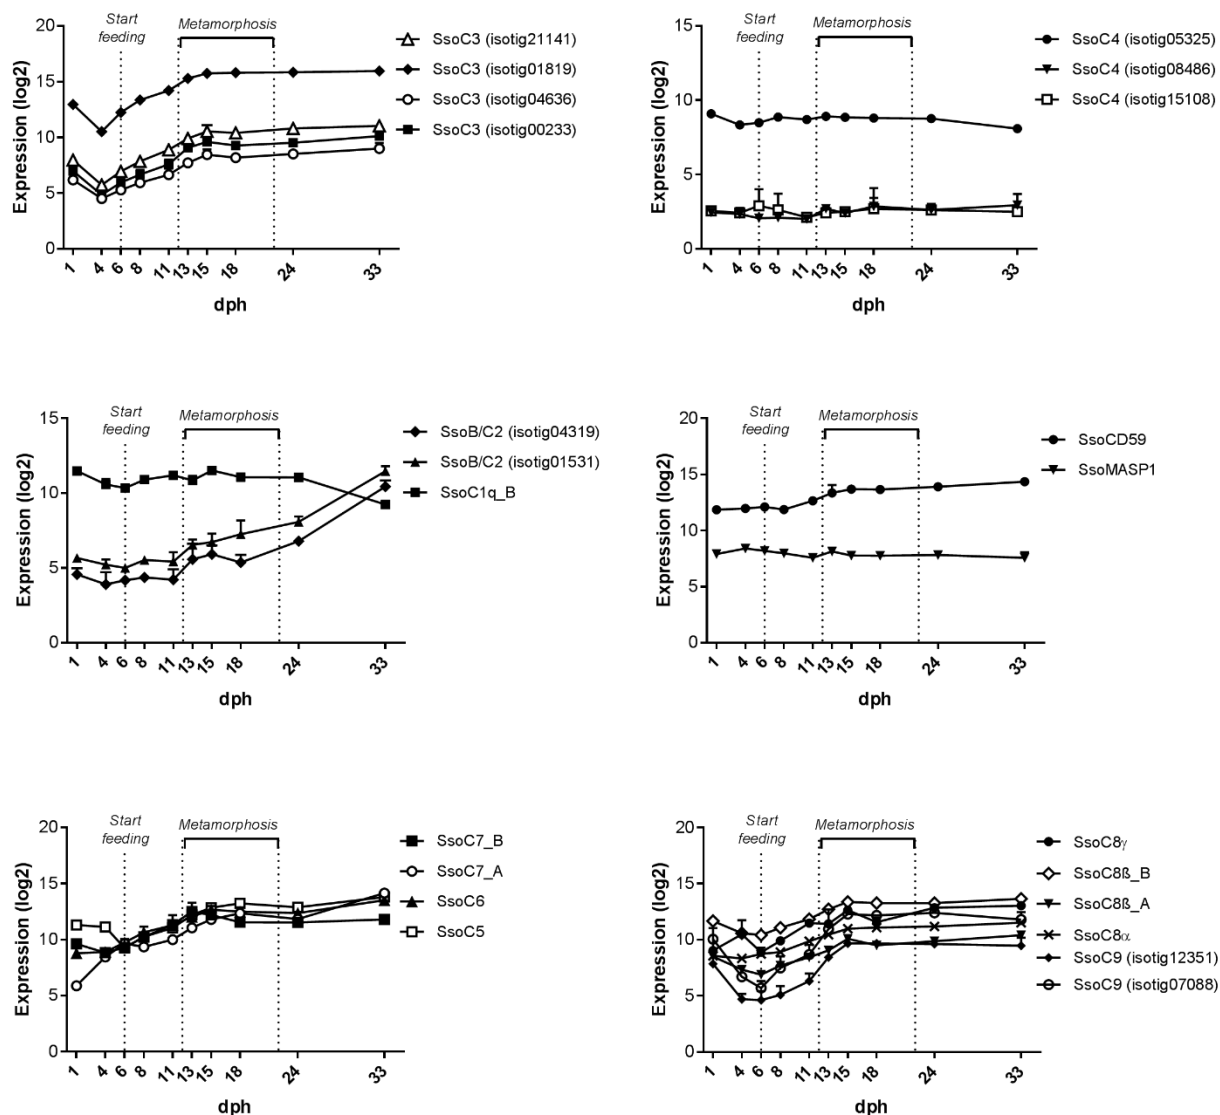 Start
feeding
Metamorphosis
20
15
10
5
0
Expression (log2)
1
4
6
8
11
13
15
18
24
33
dph
SsoC3 (isotig21141)
SsoC3 (isotig01819)
SsoC3 (isotig04636)
SsoC3 (isotig00233)
Start
feeding
Metamorphosis
15
10
5
0
Expression (log2)
1
4
6
8
11
13
15
18
24
33
dph
SsoC4 (isotig05325)
SsoC4 (isotig08486)
SsoC4 (isotig15108)
Start
feeding
Metamorphosis
15
10
5
0
Expression (log2)
1
4
6
8
11
13
15
18
24
33
dph
SsoB/C2 (isotig04319)
SsoB/C2 (isotig01531)
SsoC1q_B
Start
feeding
Metamorphosis
20
15
10
5
0
Expression (log2)
1
4
6
8
11
13
15
18
24
33
dph
SsoCD59
SsoMASP1
Start
feeding
Metamorphosis
20
15
10
5
0
Expression (log2)
1
4
6
8
11
13
15
18
24
33
dph
SsoC7_B
SsoC7_A
SsoC6
SsoC5
Start
feeding
Metamorphosis
20
15
10
5
0
Expression (log2)
1
4
6
8
11
13
15
18
24
33
dph
SsoC8γ
SsoC8ß_B
SsoC8ß_A
SsoC8α
SsoC9 (isotig12351)
SsoC9 (isotig07088)